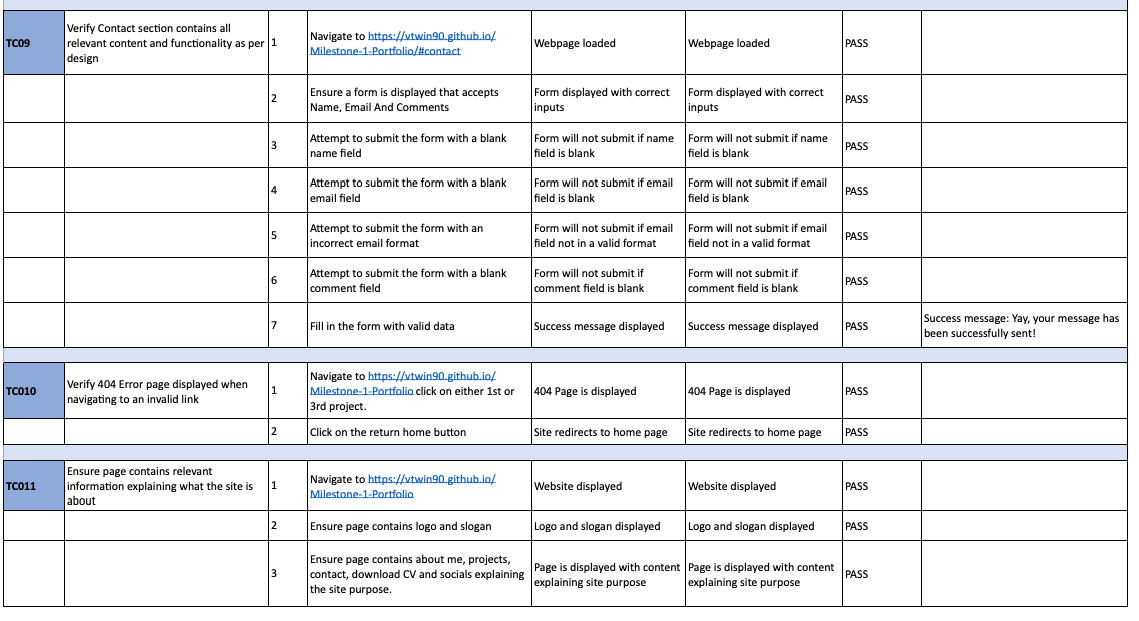 TC09
Verify Contact section contains all
relevant content and functionality as per
design
1
Navigate to https://vtwin90.github.io/
Milestone-1-Portfolio/#contact
Webpage loaded
Webpage loaded
PASS
2
Ensure a form is displayed that accepts
Name, Email And Comments
Form displayed with correct
inputs
Form displayed with correct
inputs
PASS
3
Attempt to submit the form with a blank
name field
Form will not submit if name
field is blank
Form will not submit if name
field is blank
PASS
4
Attempt to submit the form with a blank
email field
Form will not submit if email
field is blank
Form will not submit if email
field is blank
PASS
5
Attempt to submit the form with an
incorrect email format
Form will not submit if email
field not in a valid format
Form will not submit if email
field not in a valid format
PASS
6
Attempt to submit the form with a blank
comment field
Form will not submit if
comment field is blank
Form will not submit if
comment field is blank
PASS
7
Fill in the form with valid data
Success message displayed
Success message displayed
PASS
Success message: Yay, your message has
been successfully sent!
TC010
Verify 404 Error page displayed when
navigating to an invalid link
1
Navigate to https://vtwin90.github.io/
Milestone-1-Portfolio click on either 1st or
3rd project.
404 Page is displayed
404 Page is displayed
PASS
2
Click on the return home button
Site redirects to home page
Site redirects to home page
PASS
TC011
Ensure page contains relevant
information explaining what the site is
about
1
Navigate to https://vtwin90.github.io/
Milestone-1-Portfolio
Website displayed
Website displayed
PASS
2
Ensure page contains logo and slogan
Logo and slogan displayed
Logo and slogan displayed
PASS
3
Ensure page contains about me, projects,
contact, download CV and socials explaining
the site purpose.
Page is displayed with content
explaining site purpose
Page is displayed with content
explaining site purpose
PASS